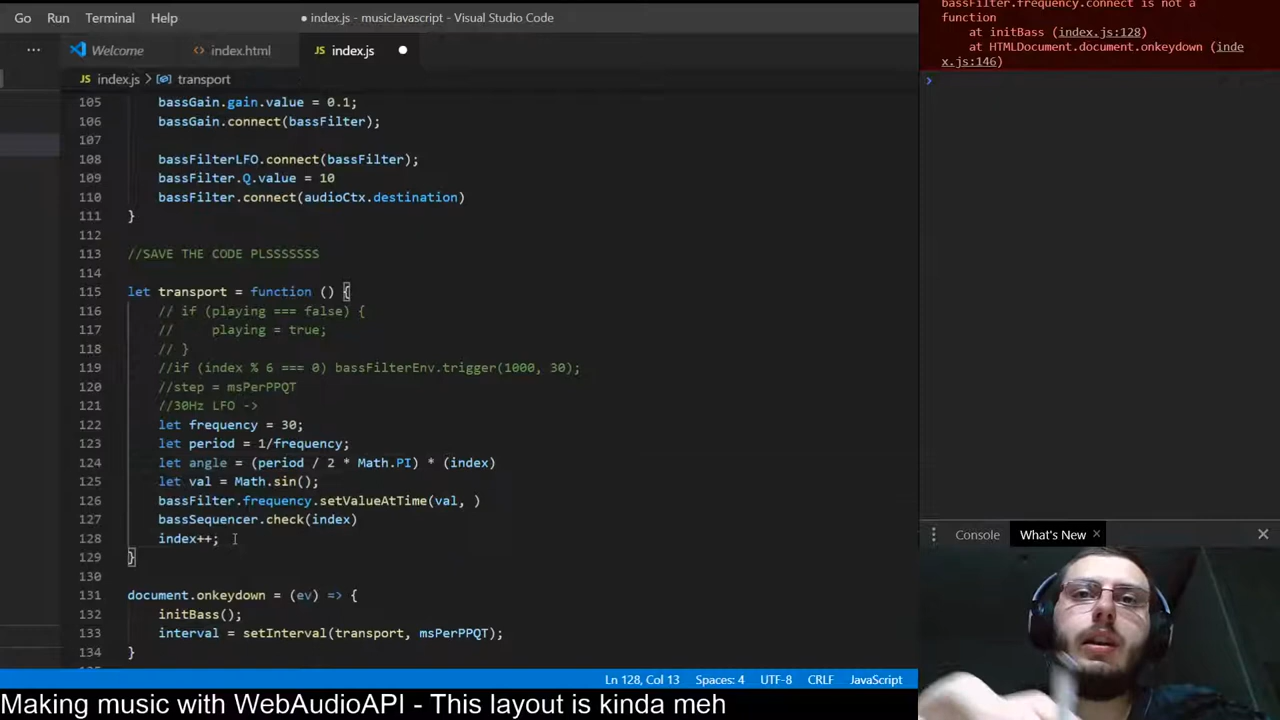 Go Run Terminal Help ● index.js - musicJavascript - Visual Studio Code
··· Welcome <> index.html JS index.js ●
JS index.js > transport
105 bassGain.gain.value = 0.1;
106 bassGain.connect(bassFilter);
107
108 bassFilterLFO.connect(bassFilter);
109 bassFilter.Q.value = 10
110 bassFilter.connect(audioCtx.destination)
111 }
112
113 //SAVE THE CODE PLSSSSSSS
114
115 let transport = function () {
116 // if (playing === false) {
117 //     playing = true;
118 // }
119 //if (index % 6 === 0) bassFilterEnv.trigger(1000, 30);
120 //step = msPerPPQT
121 //30Hz LFO ->
122 let frequency = 30;
123 let period = 1/frequency;
124 let angle = (period / 2 * Math.PI) * (index)
125 let val = Math.sin();
126 bassFilter.frequency.setValueAtTime(val, )
127 bassSequencer.check(index)
128 index++;
129 }
130
131 document.onkeydown = (ev) => {
132 initBass();
133 interval = setInterval(transport, msPerPPQT);
134 }
Ln 128, Col 13 Spaces: 4 UTF-8 CRLF JavaScript
bassFilter.frequency.connect is not a
function
at initBass (index.js:128)
at HTMLDocument.document.onkeydown (inde
x.js:146)
>
Console What's New × ×
Making music with WebAudioAPI - This layout is kinda meh